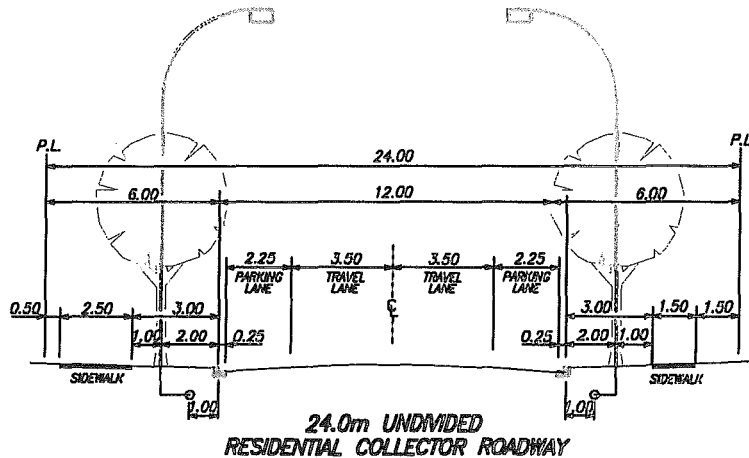 P.L. P.L.
24.00
6.00 12.00 6.00
2.25 3.50 3.50 2.25
PARKING LANE TRAVEL LANE TRAVEL LANE PARKING LANE
0.50 2.50 3.00 3.00 1.50 1.50
1.00 2.00 0.25 0.25 2.00 1.00
SIDEWALK SIDEWALK
1.00 1.00
24.0m UNDIVIDED
RESIDENTIAL COLLECTOR ROADWAY